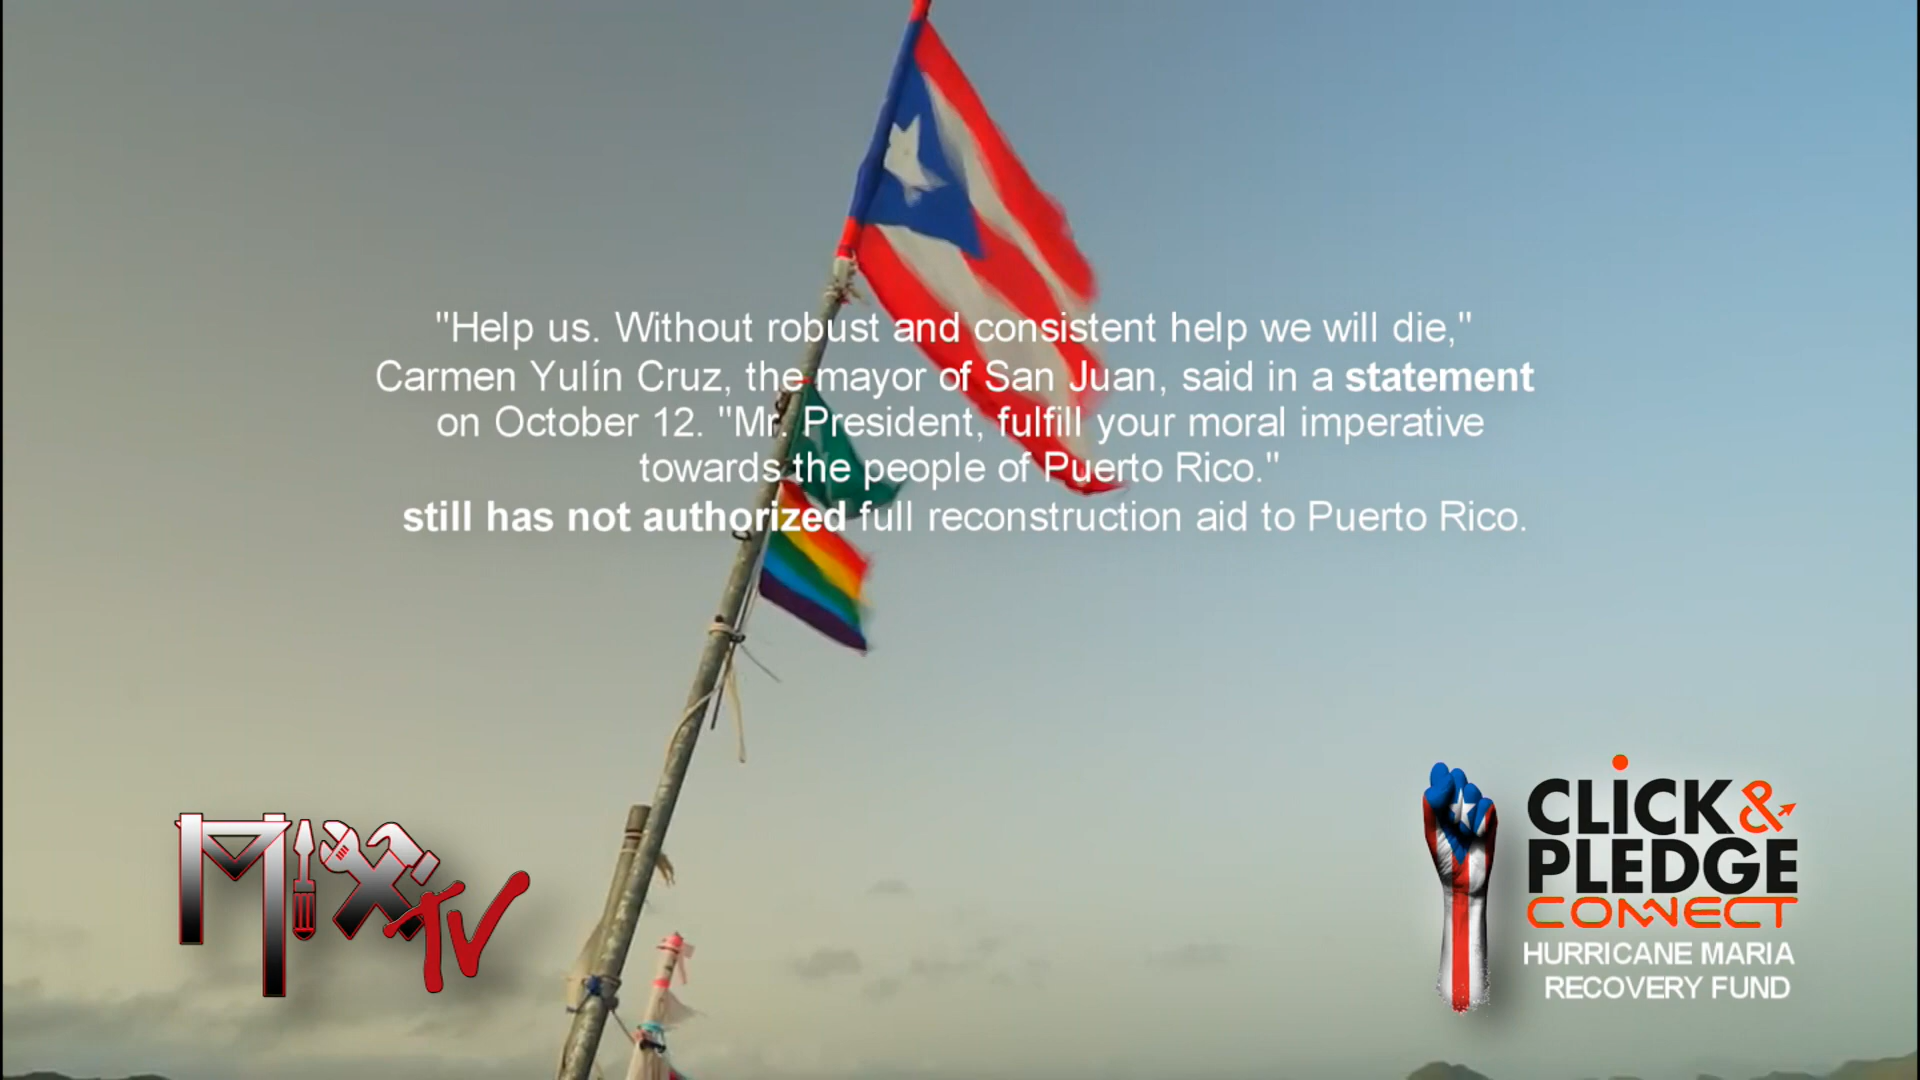 "Help us. Without robust and consistent help we will die,"
Carmen Yulín Cruz, the mayor of San Juan, said in a statement
on October 12. "Mr. President, fulfill your moral imperative
towards the people of Puerto Rico."
still has not authorized full reconstruction aid to Puerto Rico.
MiX TV
CLiCK&
PLEDGE
CONNECT
HURRICANE MARIA
RECOVERY FUND